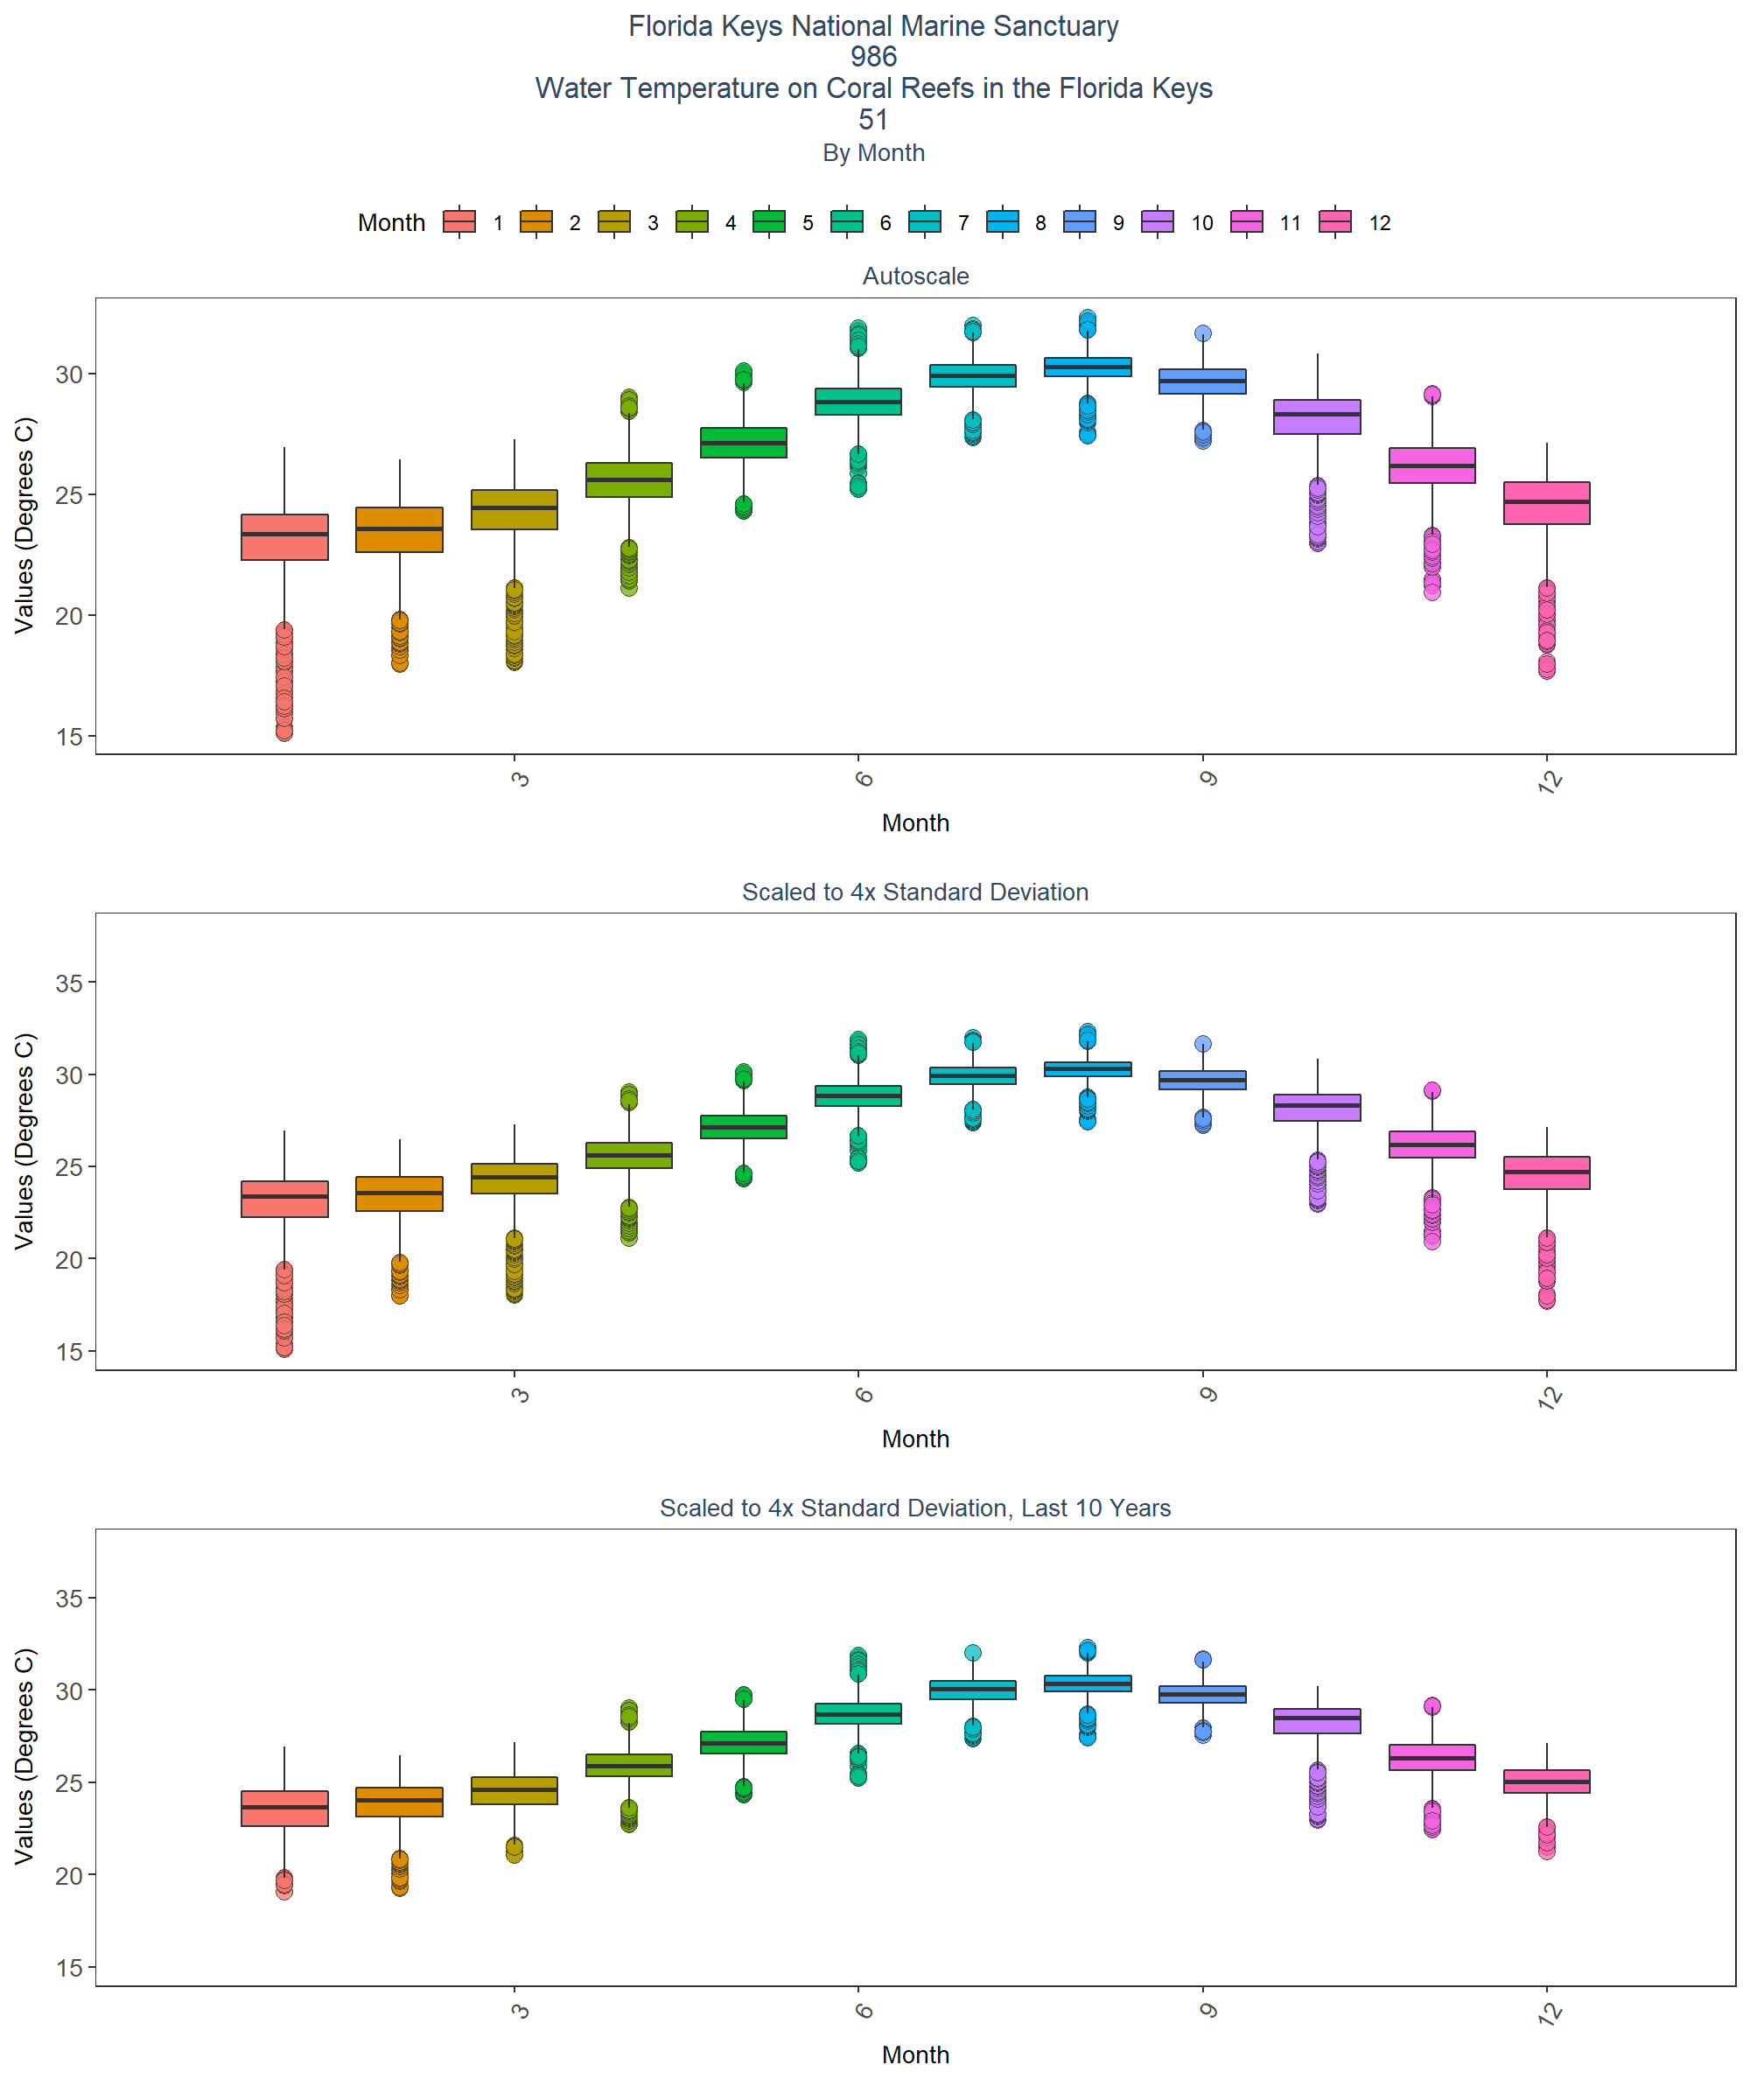 Florida Keys National Marine Sanctuary
986
Water Temperature on Coral Reefs in the Florida Keys
51
By Month
Month 1 2 3 4 5 6 7 8 9 10 11 12
Autoscale
Values (Degrees C)
30
25
20
15
3 6 9 12
Month
Scaled to 4x Standard Deviation
Values (Degrees C)
35
30
25
20
15
3 6 9 12
Month
Scaled to 4x Standard Deviation, Last 10 Years
Values (Degrees C)
35
30
25
20
15
3 6 9 12
Month